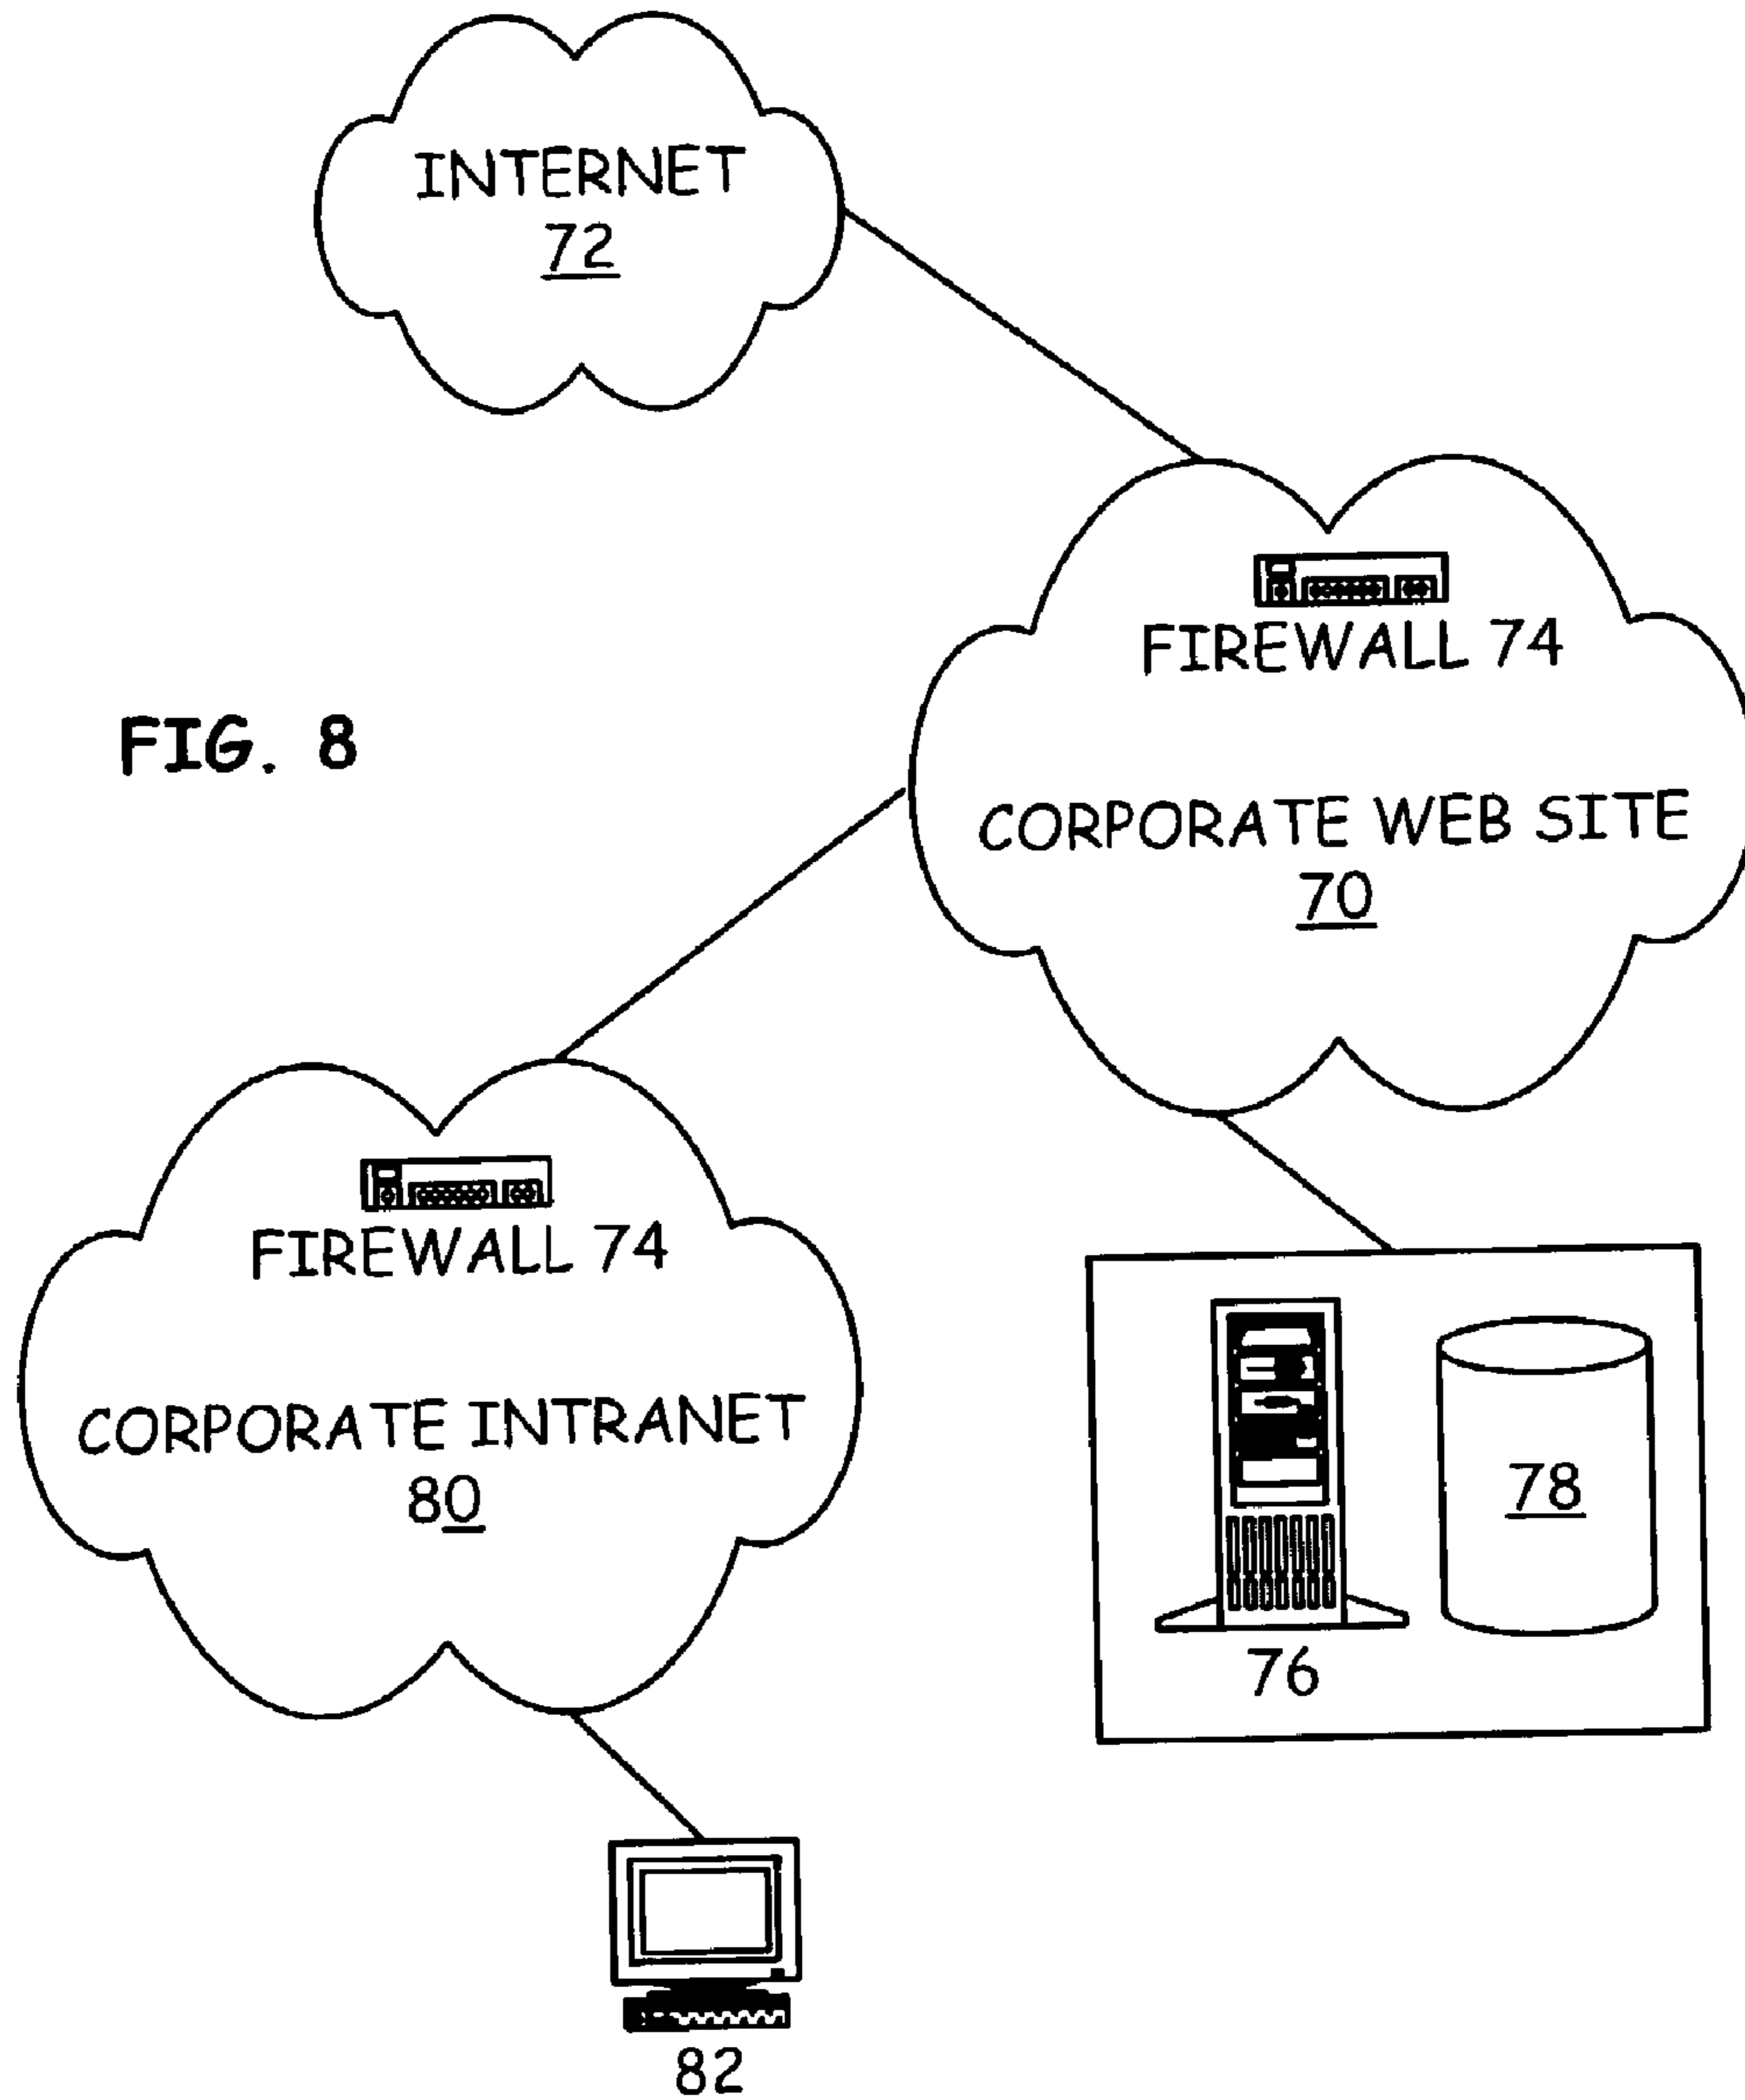 INTERNET
72
FIREWALL 74
FIG. 8
CORPORATE WEB SITE
70
FIREWALL 74
CORPORATE INTRANET
80
78
76
82